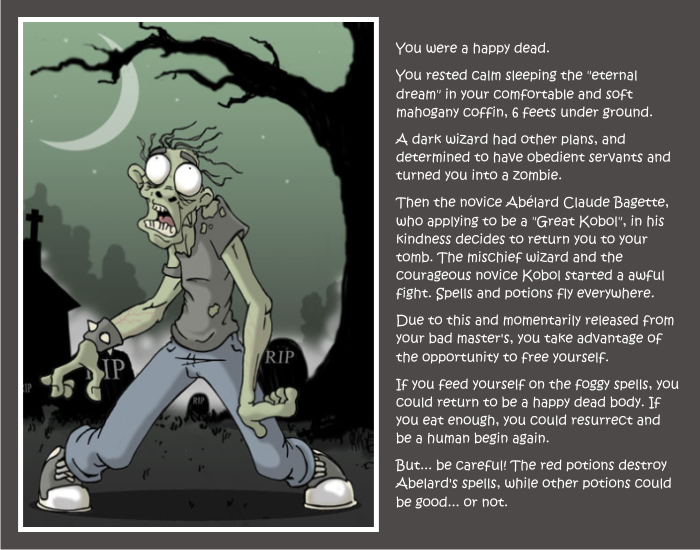 You were a happy dead.
You rested calm sleeping the "eternal
dream" in your comfortable and soft
mahogany coffin, 6 feets under ground.
A dark wizard had other plans, and
determined to have obedient servants and
turned you into a zombie.
Then the novice Abélard Claude Bagette,
who applying to be a "Great Kobol", in his
kindness decides to return you to your
tomb. The mischief wizard and the
courageous novice Kobol started a awful
fight. Spells and potions fly everywhere.
Due to this and momentarily released from
your bad master's, you take advantage of
the opportunity to free yourself.
If you feed yourself on the foggy spells, you
could return to be a happy dead body. If
you eat enough, you could resurrect and
be a human begin again.
But... be careful! The red potions destroy
Abelard's spells, while other potions could
be good... or not.
RIP
RIP
RIP
RIP